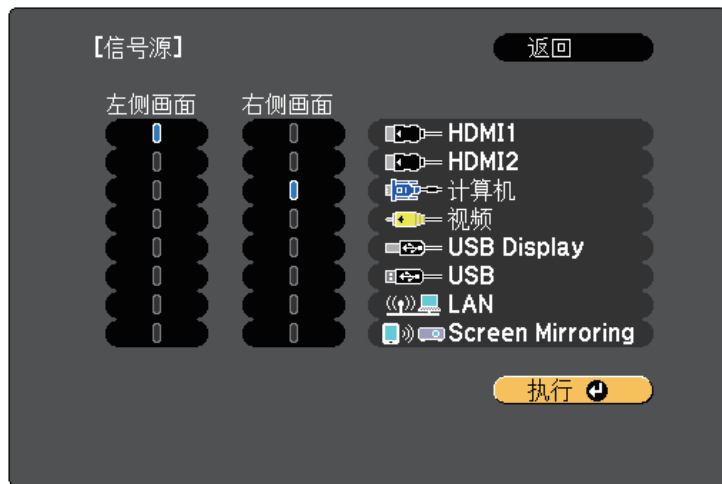 [信号源]
返回
左侧画面
右侧画面
HDMI1
HDMI2
计算机
视频
USB Display
USB
LAN
Screen Mirroring
执行